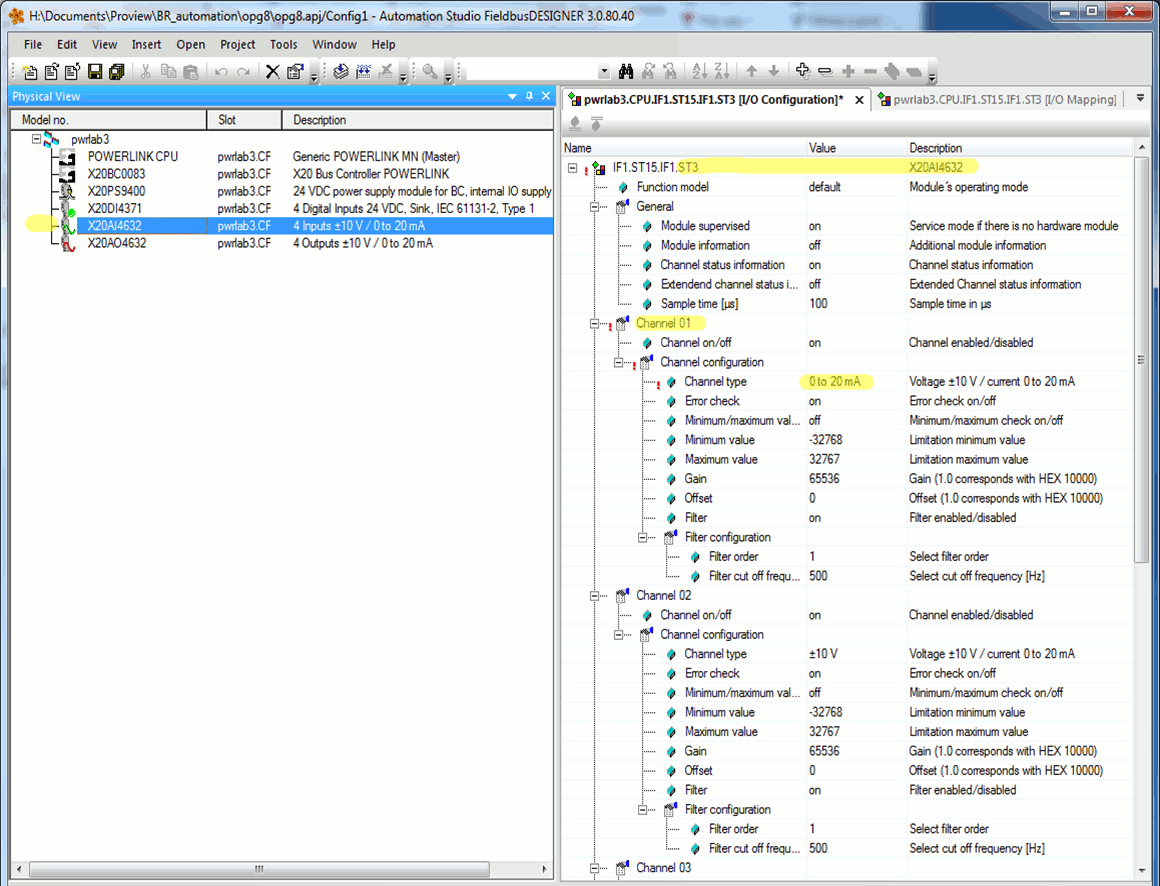 H:\Documents\Proview\BR_automation\opg8\opg8.apj/Config1 - Automation Studio FieldbusDESIGNER 3.0.80.40
File Edit View Insert Open Project Tools Window Help
Physical View
Model no. Slot Description
pwrlab3
POWERLINK CPU pwrlab3.CF Generic POWERLINK MN (Master)
X20BC0083 pwrlab3.CF X20 Bus Controller POWERLINK
X20PS9400 pwrlab3.CF 24 VDC power supply module for BC, internal IO supply
X20DI4371 pwrlab3.CF 4 Digital Inputs 24 VDC, Sink, IEC 61131-2, Type 1
X20AI4632 pwrlab3.CF 4 Inputs ±10 V / 0 to 20 mA
X20AO4632 pwrlab3.CF 4 Outputs ±10 V / 0 to 20 mA
pwrlab3.CPU.IF1.ST15.IF1.ST3 [I/O Configuration]* pwrlab3.CPU.IF1.ST15.IF1.ST3 [I/O Mapping]
Name Value Description
IF1.ST15.IF1.ST3 X20AI4632
Function model default Module´s operating mode
General
Module supervised on Service mode if there is no hardware module
Module information off Additional module information
Channel status information on Channel status information
Extendend channel status i... off Extended Channel status information
Sample time [µs] 100 Sample time in µs
Channel 01
Channel on/off on Channel enabled/disabled
Channel configuration
Channel type 0 to 20 mA Voltage ±10 V / current 0 to 20 mA
Error check on Error check on/off
Minimum/maximum val... off Minimum/maximum check on/off
Minimum value -32768 Limitation minimum value
Maximum value 32767 Limitation maximum value
Gain 65536 Gain (1.0 corresponds with HEX 10000)
Offset 0 Offset (1.0 corresponds with HEX 10000)
Filter on Filter enabled/disabled
Filter configuration
Filter order 1 Select filter order
Filter cut off frequ... 500 Select cut off frequency [Hz]
Channel 02
Channel on/off on Channel enabled/disabled
Channel configuration
Channel type ±10 V Voltage ±10 V / current 0 to 20 mA
Error check on Error check on/off
Minimum/maximum val... off Minimum/maximum check on/off
Minimum value -32768 Limitation minimum value
Maximum value 32767 Limitation maximum value
Gain 65536 Gain (1.0 corresponds with HEX 10000)
Offset 0 Offset (1.0 corresponds with HEX 10000)
Filter on Filter enabled/disabled
Filter configuration
Filter order 1 Select filter order
Filter cut off frequ... 500 Select cut off frequency [Hz]
Channel 03